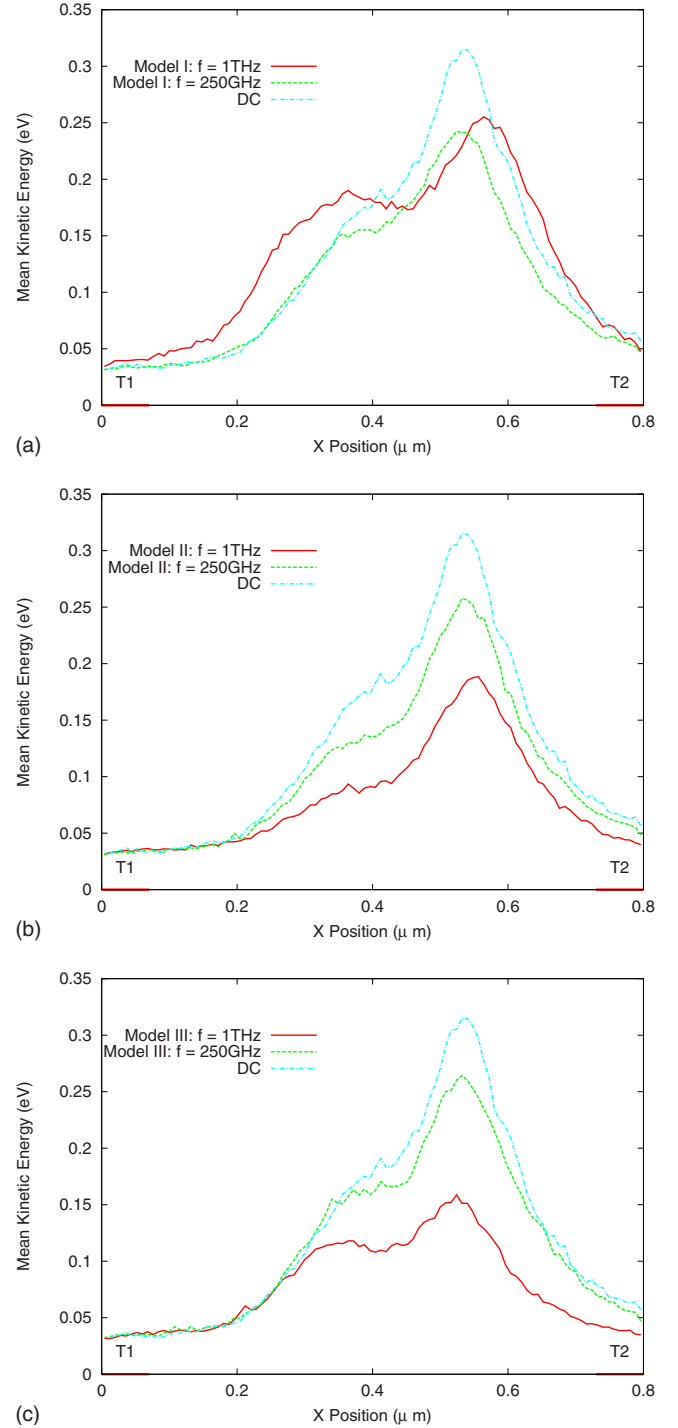 0.35
0.3
0.25
0.2
0.15
0.1
0.05
0
Mean Kinetic Energy (eV)
Model I: f = 1THz
Model I: f = 250GHz
DC
T1
T2
0
0.2
0.4
0.6
0.8
X Position (μ m)
(a)
0.35
0.3
0.25
0.2
0.15
0.1
0.05
0
Mean Kinetic Energy (eV)
Model II: f = 1THz
Model II: f = 250GHz
DC
T1
T2
0
0.2
0.4
0.6
0.8
X Position (μ m)
(b)
0.35
0.3
0.25
0.2
0.15
0.1
0.05
0
Mean Kinetic Energy (eV)
Model III: f = 1THz
Model III: f = 250GHz
DC
T1
T2
0
0.2
0.4
0.6
0.8
X Position (μ m)
(c)